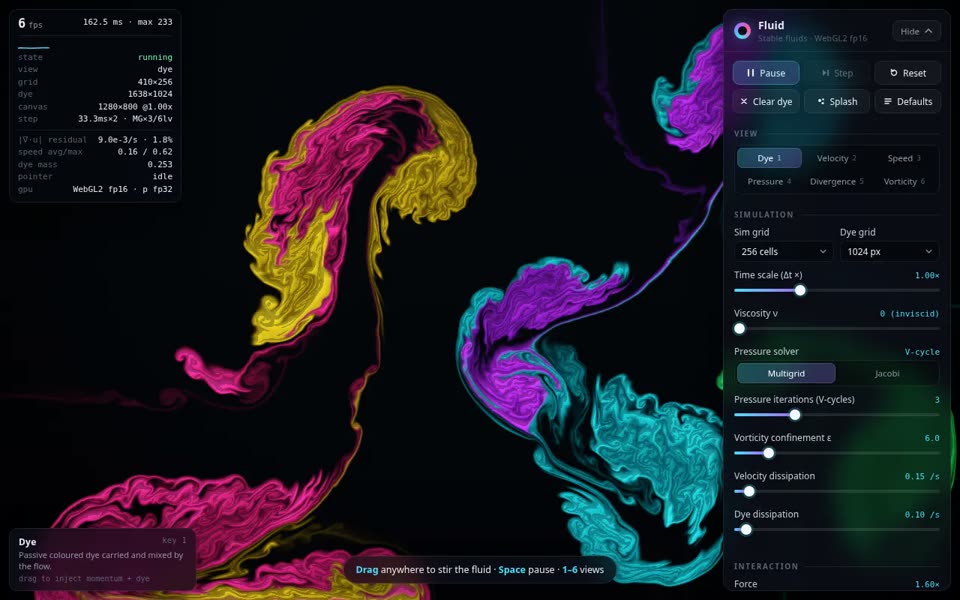 6 fps 162.5 ms · max 233
state running
view dye
grid 410×256
dye 1638×1024
canvas 1280×800 @1.00x
step 33.3ms×2 · MG×3/6lv
|∇·u| residual 9.0e-3/s · 1.8%
speed avg/max 0.16 / 0.62
dye mass 0.253
pointer idle
gpu WebGL2 fp16 · p fp32
Dye key 1
Passive coloured dye carried and mixed by
the flow.
drag to inject momentum + dye
Drag anywhere to stir the fluid · Space pause · 1–6 views
Fluid
Stable fluids · WebGL2 fp16
Hide
Pause Step Reset
Clear dye Splash Defaults
VIEW
Dye 1 Velocity 2 Speed 3
Pressure 4 Divergence 5 Vorticity 6
SIMULATION
Sim grid Dye grid
256 cells 1024 px
Time scale (Δt ×) 1.00×
Viscosity ν 0 (inviscid)
Pressure solver V-cycle
Multigrid Jacobi
Pressure iterations (V-cycles) 3
Vorticity confinement ε 6.0
Velocity dissipation 0.15 /s
Dye dissipation 0.10 /s
INTERACTION
Force 1.60×